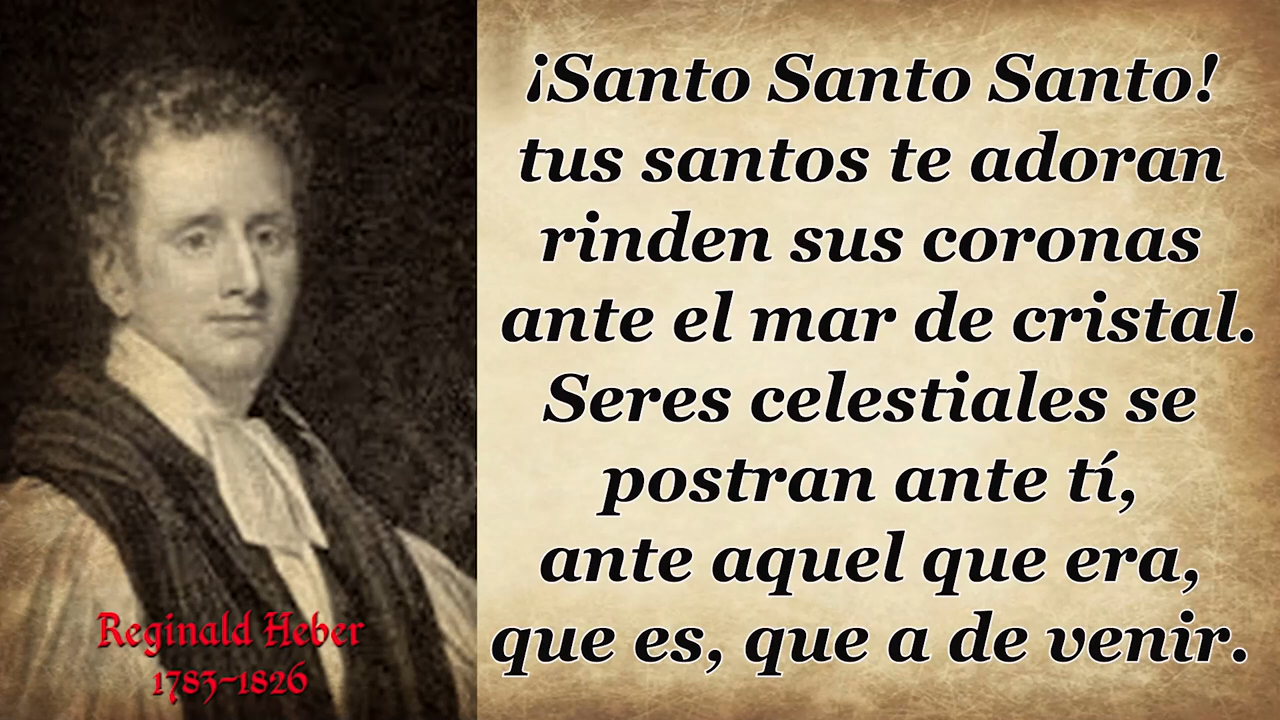 ¡Santo Santo Santo!
tus santos te adoran
rinden sus coronas
ante el mar de cristal.
Seres celestiales se
postran ante tí,
ante aquel que era,
que es, que a de venir.
Reginald Heber
1783-1826